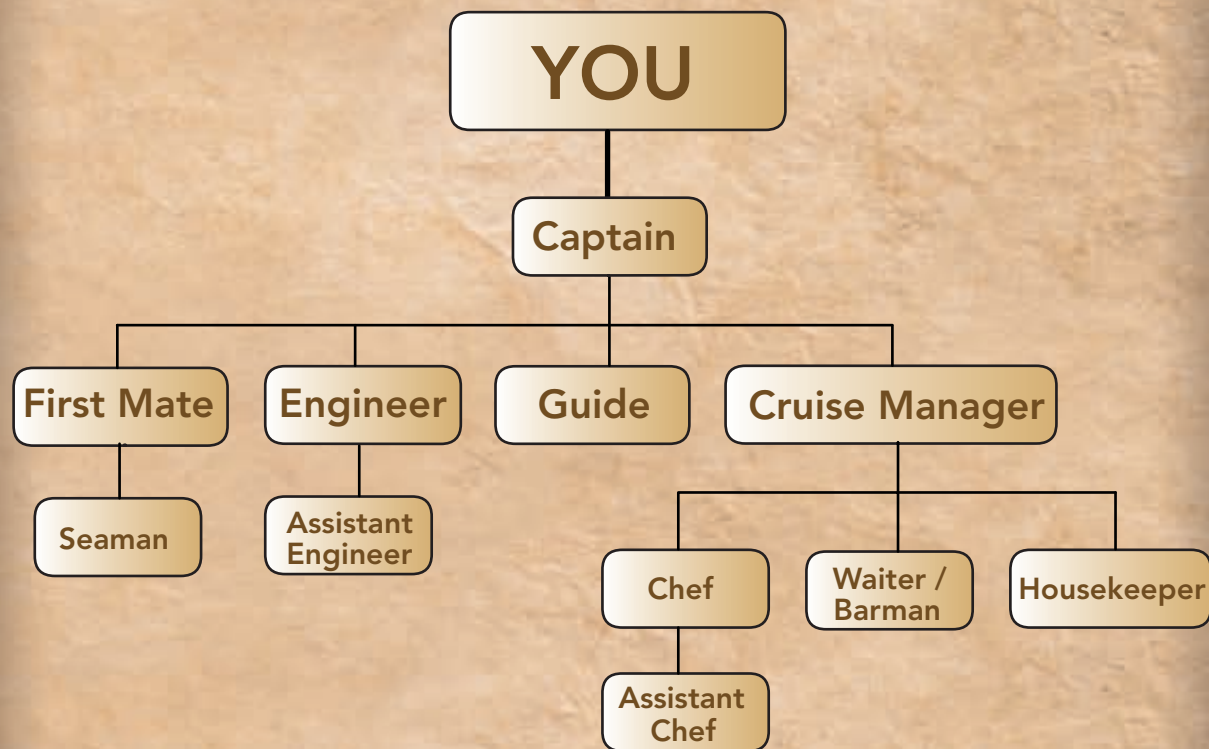 YOU
Captain
First Mate
Engineer
Guide
Cruise Manager
Seaman
Assistant
Engineer
Chef
Waiter /
Barman
Housekeeper
Assistant
Chef